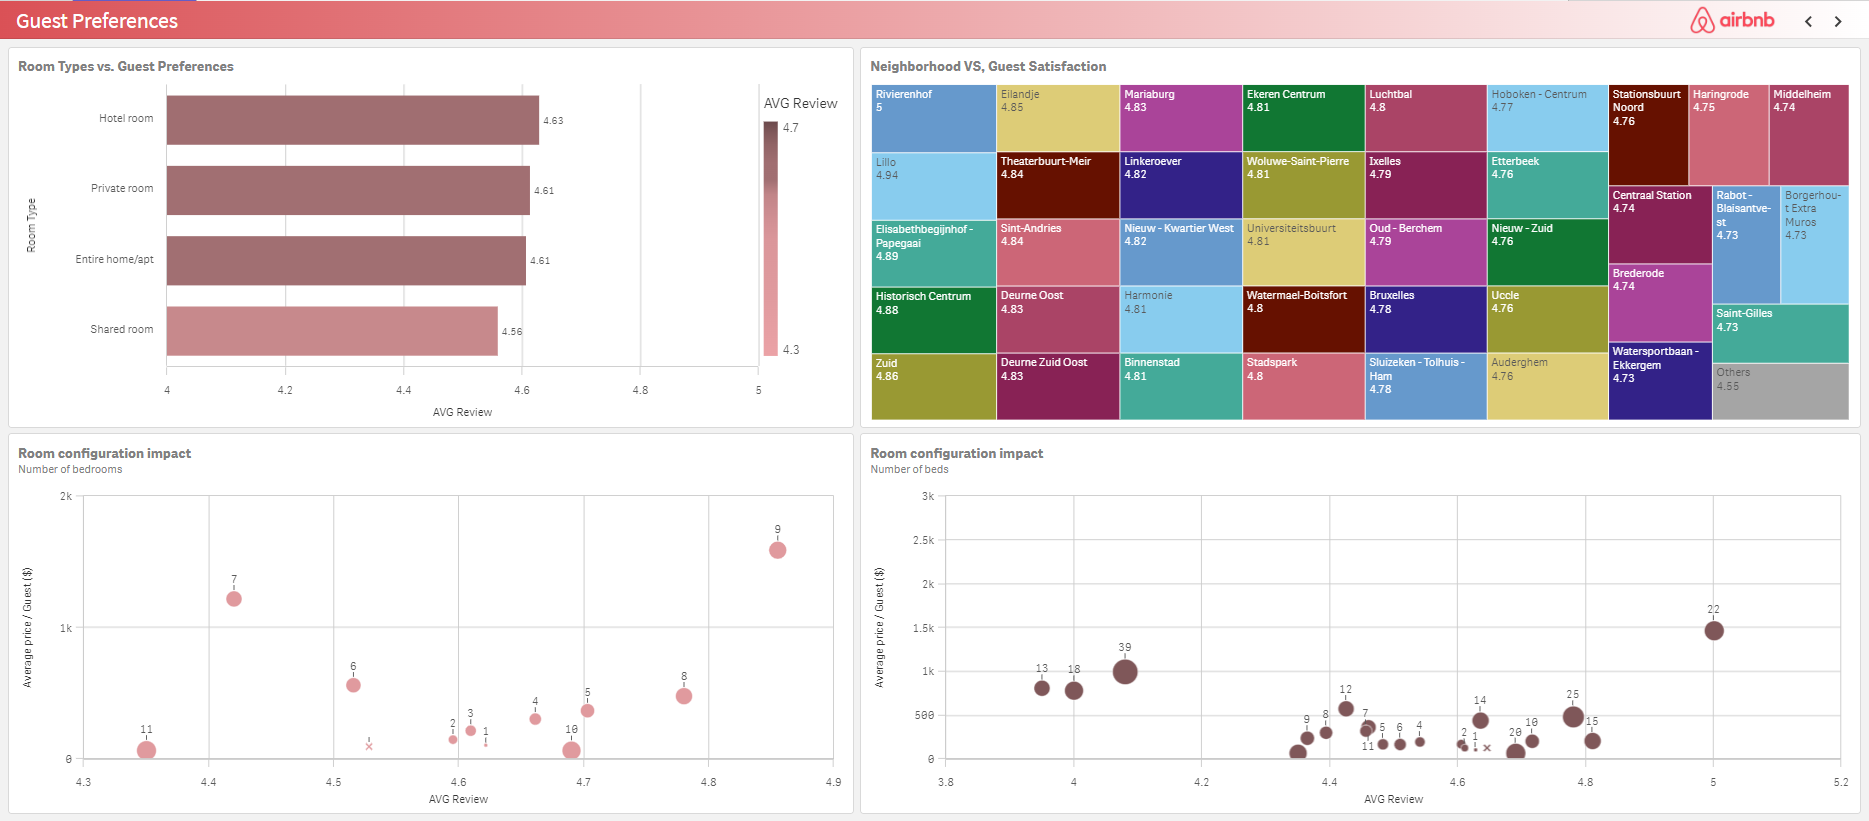 Guest Preferences
airbnb
Room Types vs. Guest Preferences
Room Type
Hotel room
4.63
Private room
4.61
Entire home/apt
4.61
Shared room
4.56
4
4.2
4.4
4.6
4.8
5
AVG Review
AVG Review
4.7
4.3
Neighborhood VS, Guest Satisfaction
Rivierenhof
5
Lillo
4.94
Elisabethbegijnhof -
Papegaai
4.89
Historisch Centrum
4.88
Zuid
4.86
Eilandje
4.85
Theaterbuurt-Meir
4.84
Sint-Andries
4.84
Deurne Oost
4.83
Deurne Zuid Oost
4.83
Mariaburg
4.83
Linkeroever
4.82
Nieuw - Kwartier West
4.82
Harmonie
4.81
Binnenstad
4.81
Ekeren Centrum
4.81
Woluwe-Saint-Pierre
4.81
Universiteitsbuurt
4.81
Watermael-Boitsfort
4.8
Stadspark
4.8
Luchtbal
4.8
Ixelles
4.79
Oud - Berchem
4.79
Bruxelles
4.78
Sluizeken - Tolhuis -
Ham
4.78
Hoboken - Centrum
4.77
Etterbeek
4.76
Nieuw - Zuid
4.76
Uccle
4.76
Auderghem
4.76
Stationsbuurt
Noord
4.76
Haringrode
4.75
Middelheim
4.74
Centraal Station
4.74
Brederode
4.74
Watersportbaan -
Ekkergem
4.73
Rabot -
Blaisantve-
st
4.73
Borgerhou-
t Extra
Muros
4.73
Saint-Gilles
4.73
Others
4.55
Room configuration impact
Number of bedrooms
Average price / Guest ($)
2k
1k
0
9
7
6
8
5
4
3
2
1
10
11
4.3
4.4
4.5
4.6
4.7
4.8
4.9
AVG Review
Room configuration impact
Number of beds
Average price / Guest ($)
3k
2.5k
2k
1.5k
1k
500
0
22
39
13
18
12
25
14
9
8
7
11
5
6
4
2
1
20
10
15
3.8
4
4.2
4.4
4.6
4.8
5
5.2
AVG Review